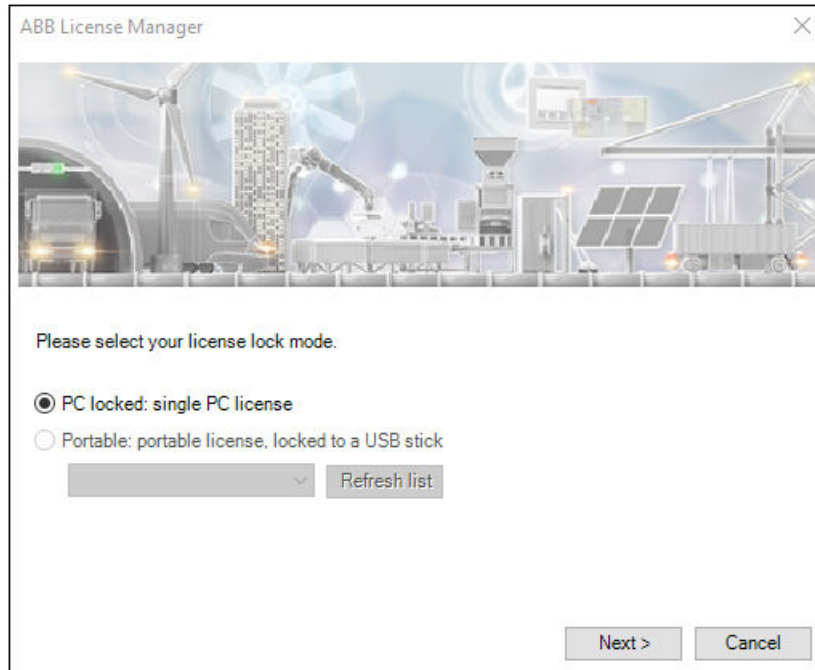 ABB License Manager
Please select your license lock mode.
PC locked: single PC license
Portable: portable license, locked to a USB stick
Refresh list
Next >
Cancel